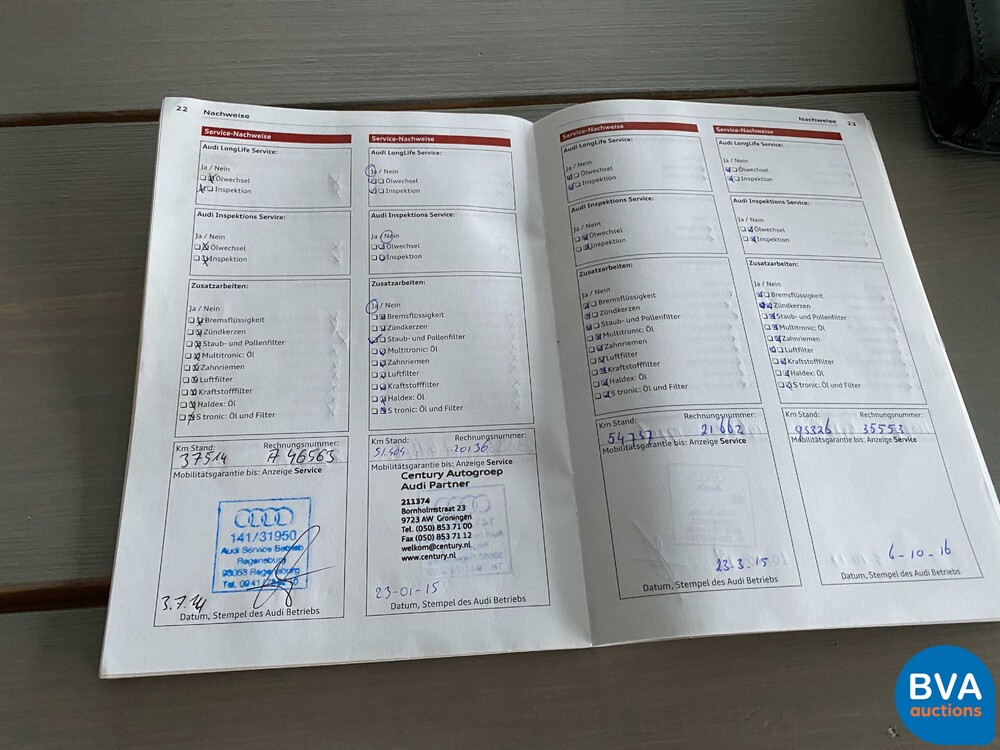 22 Nachweise
Service-Nachweise
Audi LongLife Service:
Ja / Nein
Ölwechsel
Inspektion
Audi Inspektions Service:
Ja / Nein
Ölwechsel
Inspektion
Zusatzarbeiten:
Ja / Nein
Bremsflüssigkeit
Zündkerzen
Staub- und Pollenfilter
Multitronic: Öl
Zahnriemen
Luftfilter
Kraftstofffilter
Haldex: Öl
S tronic: Öl und Filter
Km Stand: Rechnungsnummer:
37514 A 46563
Mobilitätsgarantie bis: Anzeige Service
141/31950
Audi Service Betrieb
Regensburg
93053 Regensburg
3.7.14
Datum, Stempel des Audi Betriebs
Service-Nachweise
Audi LongLife Service:
Ja / Nein
Ölwechsel
Inspektion
Audi Inspektions Service:
Ja / Nein
Ölwechsel
Inspektion
Zusatzarbeiten:
Ja / Nein
Bremsflüssigkeit
Zündkerzen
Staub- und Pollenfilter
Multitronic: Öl
Zahnriemen
Luftfilter
Kraftstofffilter
Haldex: Öl
S tronic: Öl und Filter
Km Stand: Rechnungsnummer:
20136
Mobilitätsgarantie bis: Anzeige Service
Century Autogroep
Audi Partner
211374
Bornholmstraat 23
9723 AW Groningen
Tel. (050) 853 71 00
Fax (050) 853 71 12
welkom@century.nl
www.century.nl
23-01-15
Datum, Stempel des Audi Betriebs
Nachweise 23
Service-Nachweise
Audi LongLife Service:
Ja / Nein
Ölwechsel
Inspektion
Audi Inspektions Service:
Ja / Nein
Ölwechsel
Inspektion
Zusatzarbeiten:
Ja / Nein
Bremsflüssigkeit
Zündkerzen
Staub- und Pollenfilter
Multitronic: Öl
Zahnriemen
Luftfilter
Kraftstofffilter
Haldex: Öl
S tronic: Öl und Filter
Km Stand: Rechnungsnummer:
54757 21662
Mobilitätsgarantie bis: Anzeige Service
23-3-15
Datum, Stempel des Audi Betriebs
Service-Nachweise
Audi LongLife Service:
Ja / Nein
Ölwechsel
Inspektion
Audi Inspektions Service:
Ja / Nein
Ölwechsel
Inspektion
Zusatzarbeiten:
Ja / Nein
Bremsflüssigkeit
Zündkerzen
Staub- und Pollenfilter
Multitronic: Öl
Zahnriemen
Luftfilter
Kraftstofffilter
Haldex: Öl
S tronic: Öl und Filter
Km Stand: Rechnungsnummer:
93326 35553
Mobilitätsgarantie bis: Anzeige Service
6-10-16
Datum, Stempel des Audi Betriebs
BVA
auctions